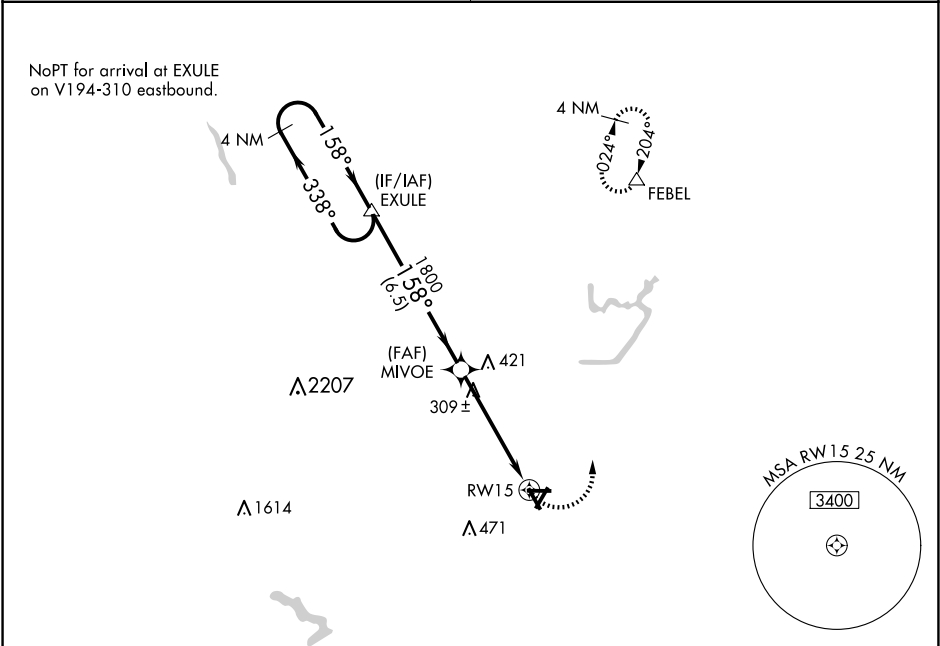 NoPT for arrival at EXULE
on V194-310 eastbound.
4 NM
158°
338°
(IF/IAF)
EXULE
4 NM
024°
204°
FEBEL
1800
158°
(6.5)
(FAF)
MIVOE
421
309±
2207
RW15
1614
471
MSA RW15 25 NM
3400